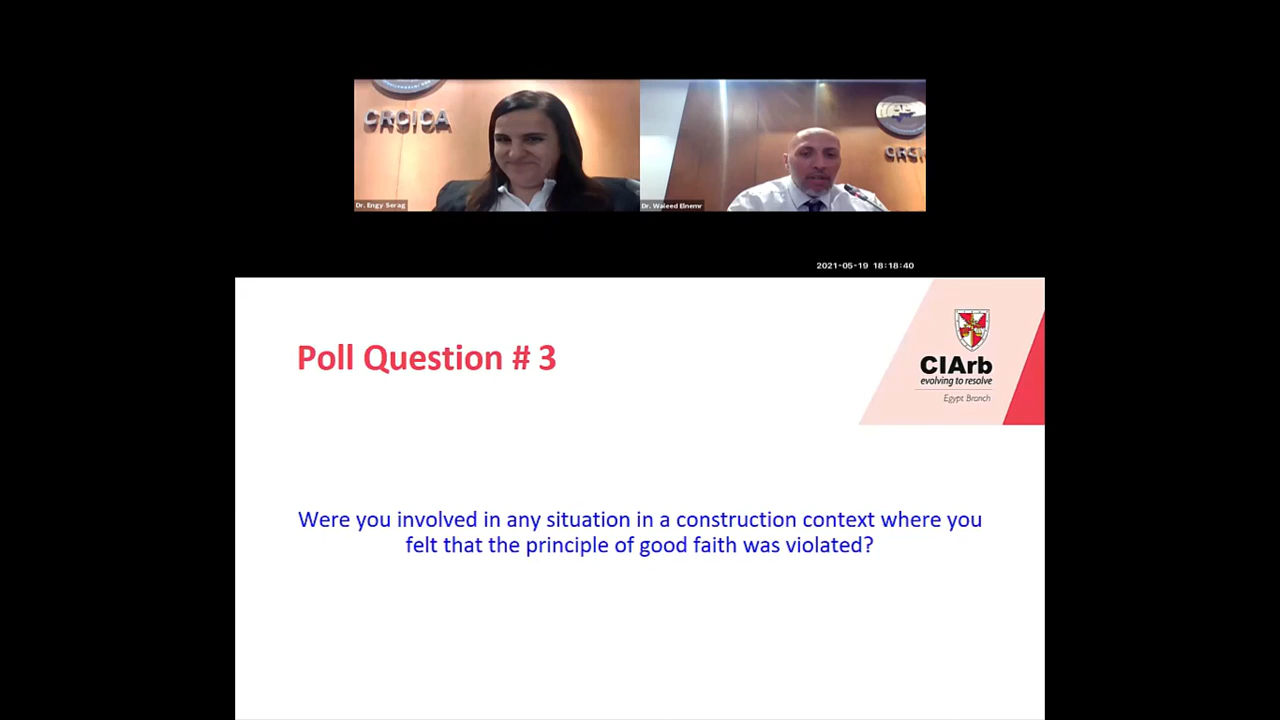 CRCICA
CRCI
Dr. Engy Serag
Dr. Waleed Elnemr
2021-05-19 18:18:40
Poll Question # 3
CIArb
evolving to resolve
Egypt Branch
Were you involved in any situation in a construction context where you
felt that the principle of good faith was violated?